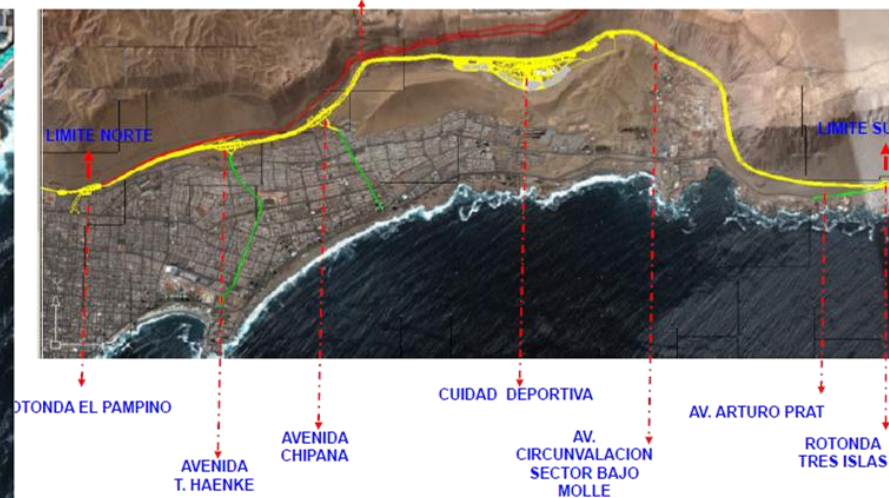 LIMITE NORTE
LIMITE SU
OTONDA EL PAMPINO
AVENIDA
T. HAENKE
AVENIDA
CHIPANA
CUIDAD DEPORTIVA
AV.
CIRCUNVALACION
SECTOR BAJO
MOLLE
AV. ARTURO PRAT
ROTONDA
TRES ISLAS